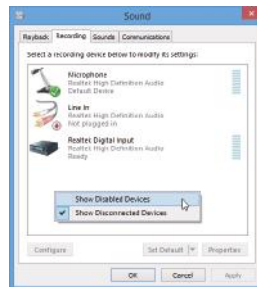 Sound
Playback Recording Sounds Communications
Select a recording device below to modify its settings:
Microphone
Realtek High Definition Audio
Default Device
Line In
Realtek High Definition Audio
Not plugged in
Realtek Digital Input
Realtek High Definition Audio
Ready
Show Disabled Devices
Show Disconnected Devices
Configure Set Default Properties
OK Cancel Apply